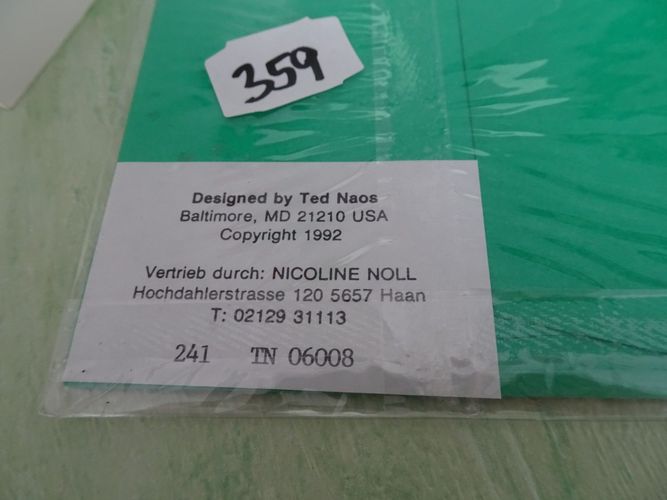 359
Designed by Ted Naos
Baltimore, MD 21210 USA
Copyright 1992
Vertrieb durch: NICOLINE NOLL
Hochdahlerstrasse 120 5657 Haan
T: 02129 31113
241 TN 06008